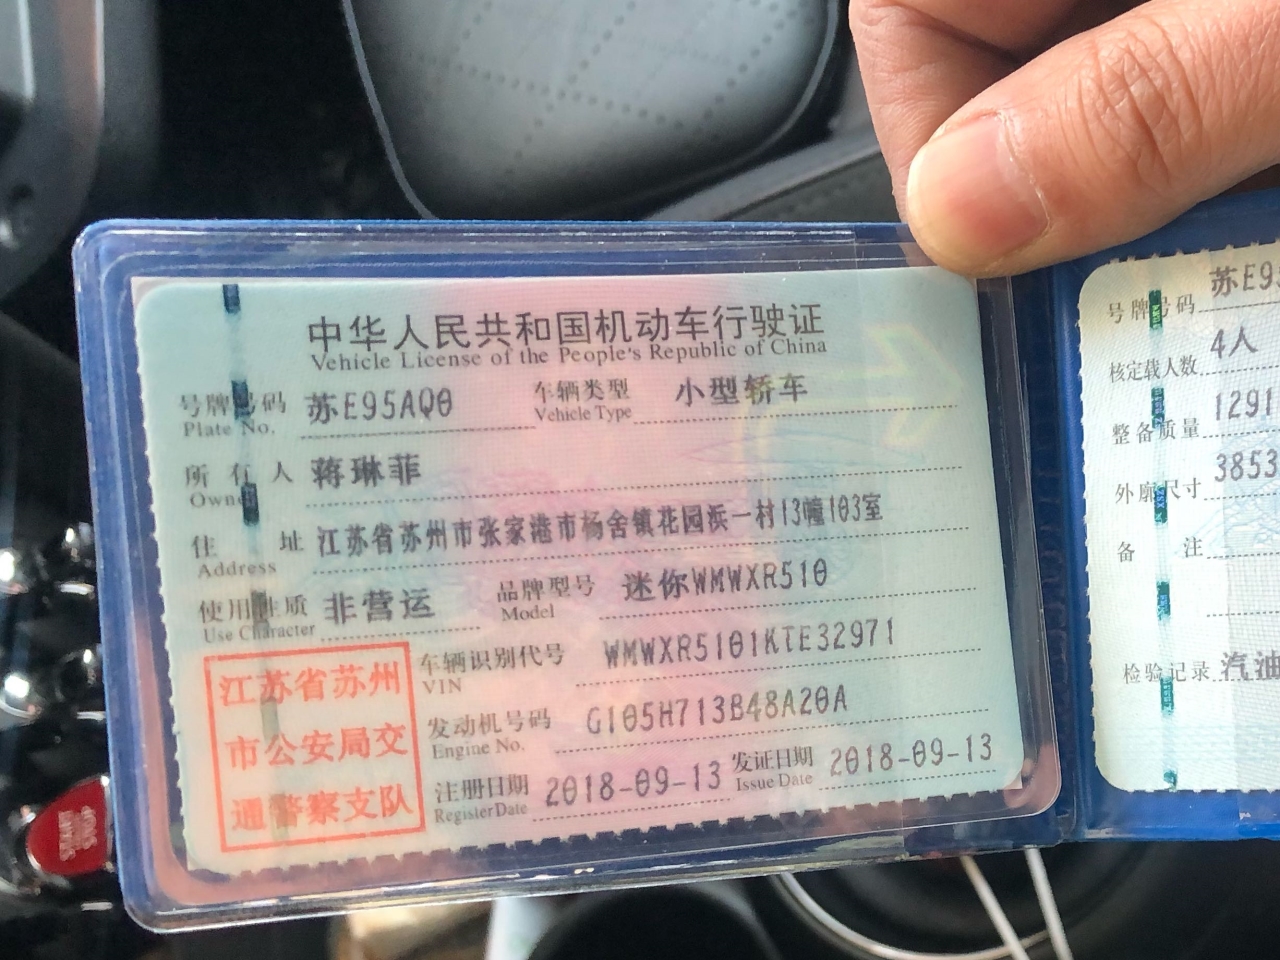 中华人民共和国机动车行驶证
Vehicle License of the People's Republic of China
号牌号码 苏E95AQ0 车辆类型 小型轿车
Plate No. Vehicle Type
所有人 蒋琳菲
Owner
住址 江苏省苏州市张家港市杨舍镇花园浜一村13幢103室
Address
使用性质 非营运 品牌型号 迷你WMWXR510
Use Character Model
车辆识别代号 WMWXR5101KTE32971
VIN
发动机号码 G105H713B48A20A
Engine No.
注册日期 2018-09-13 发证日期 2018-09-13
Register Date Issue Date
江苏省苏州
市公安局交
通警察支队
号牌号码 苏E95
核定载人数 4人
整备质量 1291
外廓尺寸 3853
备注
检验记录 汽油